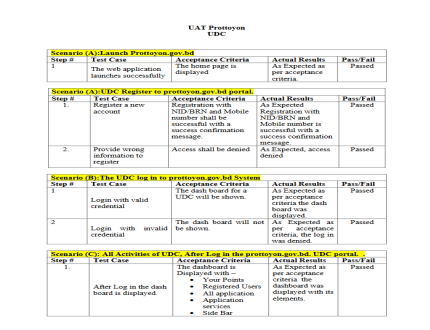 UAT Prottoyon
UDC
Scenario (A):Launch Prottoyon.gov.bd
Step # Test Case Acceptance Criteria Actual Results Pass/Fail
1 The web application launches successfully The home page is displayed As Expected as per acceptance criteria. Passed
Scenario (A):UDC Register to prottoyon.gov.bd portal.
Step # Test Case Acceptance Criteria Actual Results Pass/Fail
1. Register a new account Registration with NID/BRN and Mobile number shall be successful with a success confirmation message. As Expected Registration with NID/BRN and Mobile number is successful with a success confirmation message. Passed
2. Provide wrong information to register Access shall be denied As Expected, access denied Passed
Scenario (B):The UDC log in to prottoyon.gov.bd System
Step # Test Case Acceptance Criteria Actual Results Pass/Fail
1 Login with valid credential The dash board for a UDC will be shown. As Expected as per acceptance criteria the dash board was displayed. Passed
2 Login with invalid credential The dash board will not be shown. As Expected as per acceptance criteria, the log in was denied. Passed
Scenario (C): All Activities of UDC, After Log in the prottoyon.gov.bd, UDC portal. .
Step # Test Case Acceptance Criteria Actual Results Pass/Fail
1. After Log in the dash board is displayed. The dashboard is Displayed with – As Expected as per acceptance criteria the dashboard was displayed with its elements. Passed
• Your Points
• Registered Users
• All application
• Application services
• Side Bar